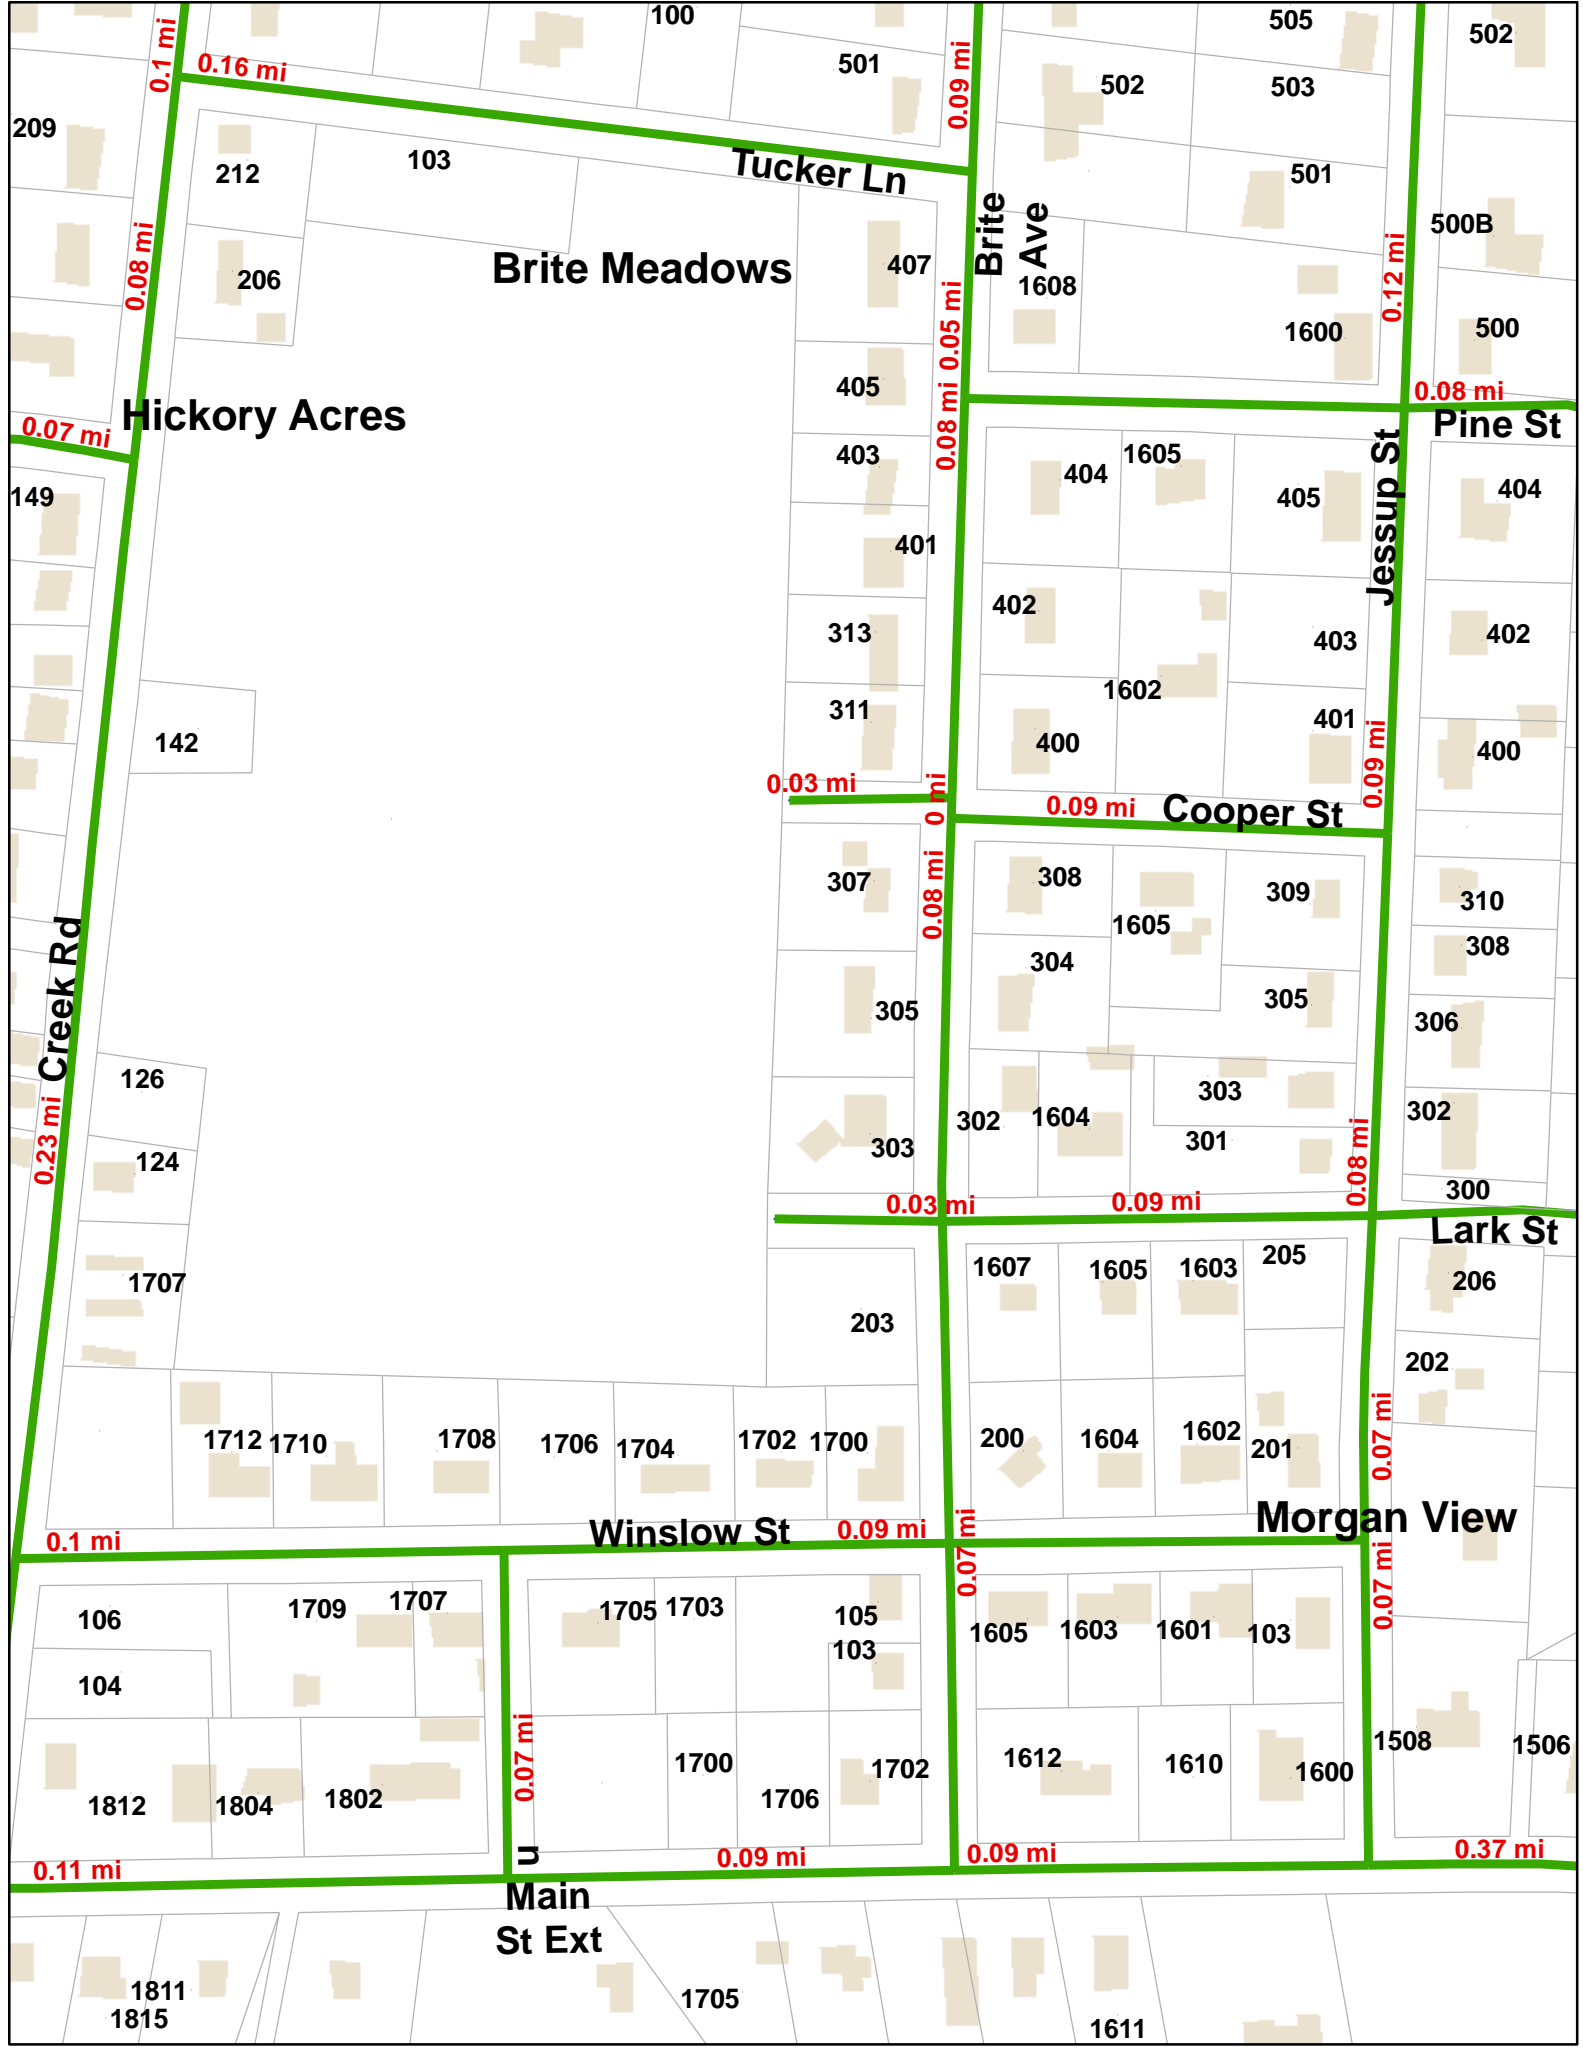 100
505
502
0.1 mi
0.16 mi
501
0.09 mi
502
503
209
212
103
Tucker Ln
501
500B
0.08 mi
206
Brite Meadows
407
Brite
Ave
1608
0.12 mi
1600
500
0.05 mi
405
0.08 mi
0.08 mi
Pine St
Hickory Acres
0.07 mi
403
404
1605
405
Jessup St
404
149
401
402
403
402
313
1602
311
400
401
400
142
0.03 mi
0 mi
0.09 mi
Cooper St
0.09 mi
307
0.08 mi
308
1605
309
310
308
304
305
305
306
Creek Rd
126
0.23 mi
124
303
302
1604
303
301
0.08 mi
302
300
0.03 mi
0.09 mi
Lark St
1707
203
1607
1605
1603
205
206
202
1712
1710
1708
1706
1704
1702
1700
200
1604
1602
201
0.07 mi
0.1 mi
Winslow St
0.09 mi
0.07 mi
Morgan View
0.07 mi
106
1709
1707
1705
1703
105
103
1605
1603
1601
103
104
0.07 mi
1700
1702
1706
1612
1610
1600
1508
1506
1812
1804
1802
u
0.11 mi
0.09 mi
0.09 mi
0.37 mi
Main
St Ext
1811
1815
1705
1611